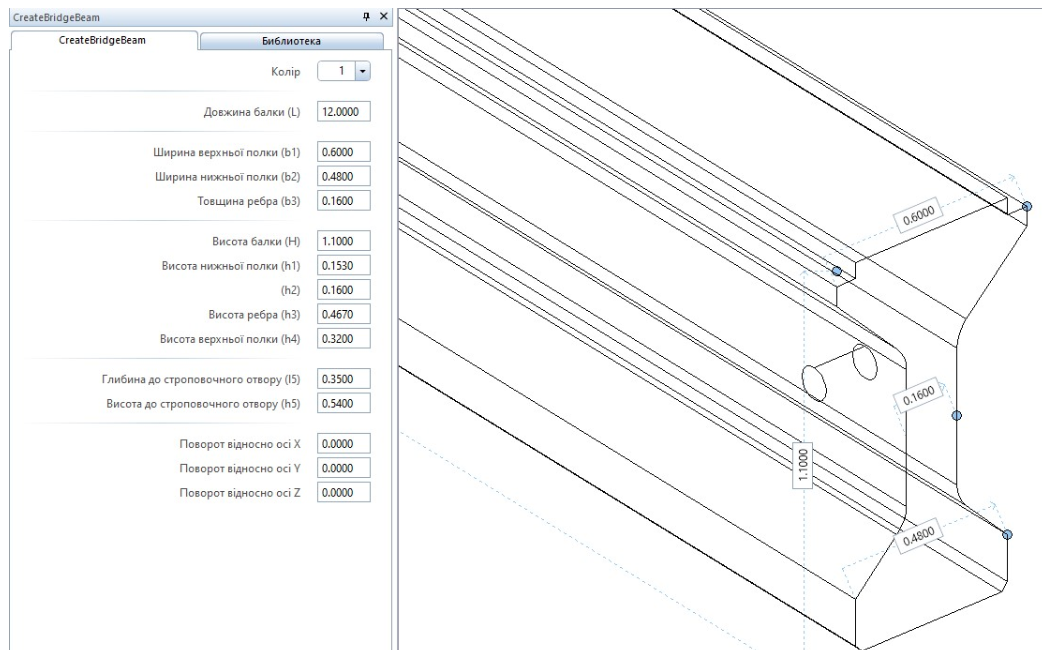 CreateBridgeBeam
CreateBridgeBeam
Библиотека
Колір 1
Довжина балки (L) 12.0000
Ширина верхньої полки (b1) 0.6000
Ширина нижньої полки (b2) 0.4800
Товщина ребра (b3) 0.1600
Висота балки (H) 1.1000
Висота нижньої полки (h1) 0.1530
(h2) 0.1600
Висота ребра (h3) 0.4670
Висота верхньої полки (h4) 0.3200
Глибина до строповочного отвору (l5) 0.3500
Висота до строповочного отвору (h5) 0.5400
Поворот відносно осі X 0.0000
Поворот відносно осі Y 0.0000
Поворот відносно осі Z 0.0000
0.6000
0.1600
1.1000
0.4800